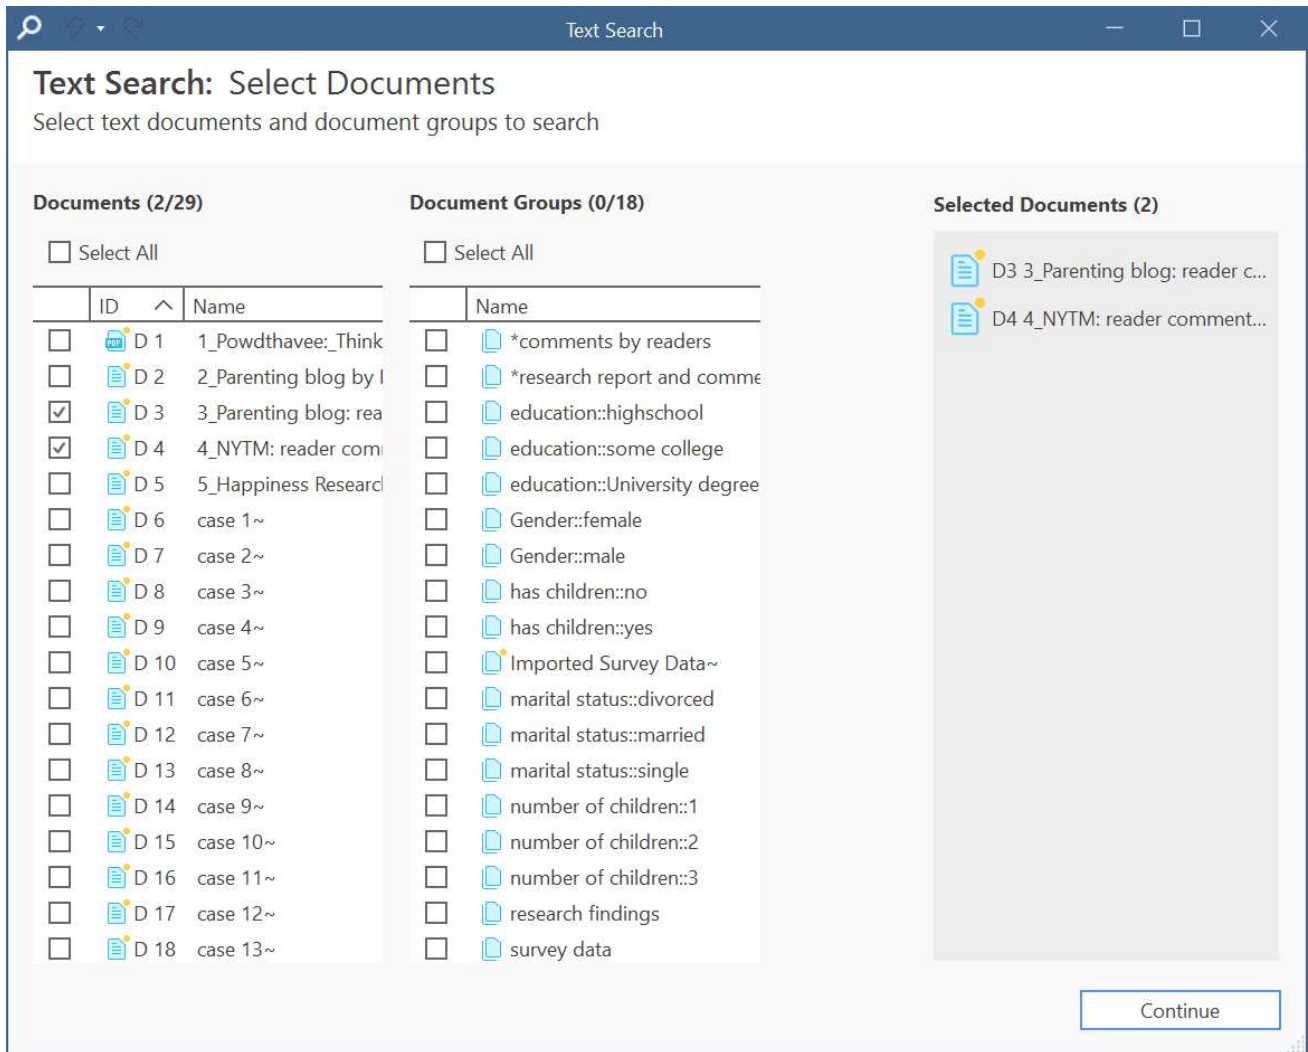 Text Search
Text Search: Select Documents
Select text documents and document groups to search
Documents (2/29)
Select All
ID Name
PDF D 1 1_Powdthavee:_Think
D 2 2_Parenting blog by
D 3 3_Parenting blog: rea
D 4 4_NYTM: reader com
D 5 5_Happiness Research
D 6 case 1~
D 7 case 2~
D 8 case 3~
D 9 case 4~
D 10 case 5~
D 11 case 6~
D 12 case 7~
D 13 case 8~
D 14 case 9~
D 15 case 10~
D 16 case 11~
D 17 case 12~
D 18 case 13~
Document Groups (0/18)
Select All
Name
*comments by readers
*research report and comme
education::highschool
education::some college
education::University degree
Gender::female
Gender::male
has children::no
has children::yes
Imported Survey Data~
marital status::divorced
marital status::married
marital status::single
number of children::1
number of children::2
number of children::3
research findings
survey data
Selected Documents (2)
D3 3_Parenting blog: reader c...
D4 4_NYTM: reader comment...
Continue